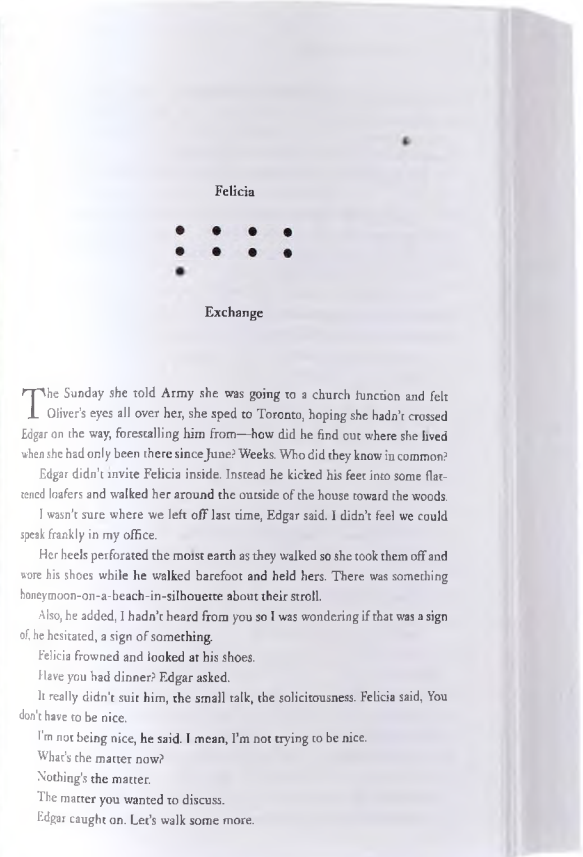 Felicia
Exchange
The Sunday she told Army she was going to a church function and felt
Oliver's eyes all over her, she sped to Toronto, hoping she hadn't crossed
Edgar on the way, forestalling him from—how did he find out where she lived
when she had only been there since June? Weeks. Who did they know in common?
Edgar didn't invite Felicia inside. Instead he kicked his feet into some flat-
tened loafers and walked her around the outside of the house toward the woods.
I wasn't sure where we left off last time, Edgar said. I didn't feel we could
speak frankly in my office.
Her heels perforated the moist earth as they walked so she took them off and
wore his shoes while he walked barefoot and held hers. There was something
honeymoon-on-a-beach-in-silhouette about their stroll.
Also, he added, I hadn't heard from you so I was wondering if that was a sign
of, he hesitated, a sign of something.
Felicia frowned and looked at his shoes.
Have you had dinner? Edgar asked.
It really didn't suit him, the small talk, the solicitousness. Felicia said, You
don't have to be nice.
I'm not being nice, he said. I mean, I'm not trying to be nice.
What's the matter now?
Nothing's the matter.
The matter you wanted to discuss.
Edgar caught on. Let's walk some more.